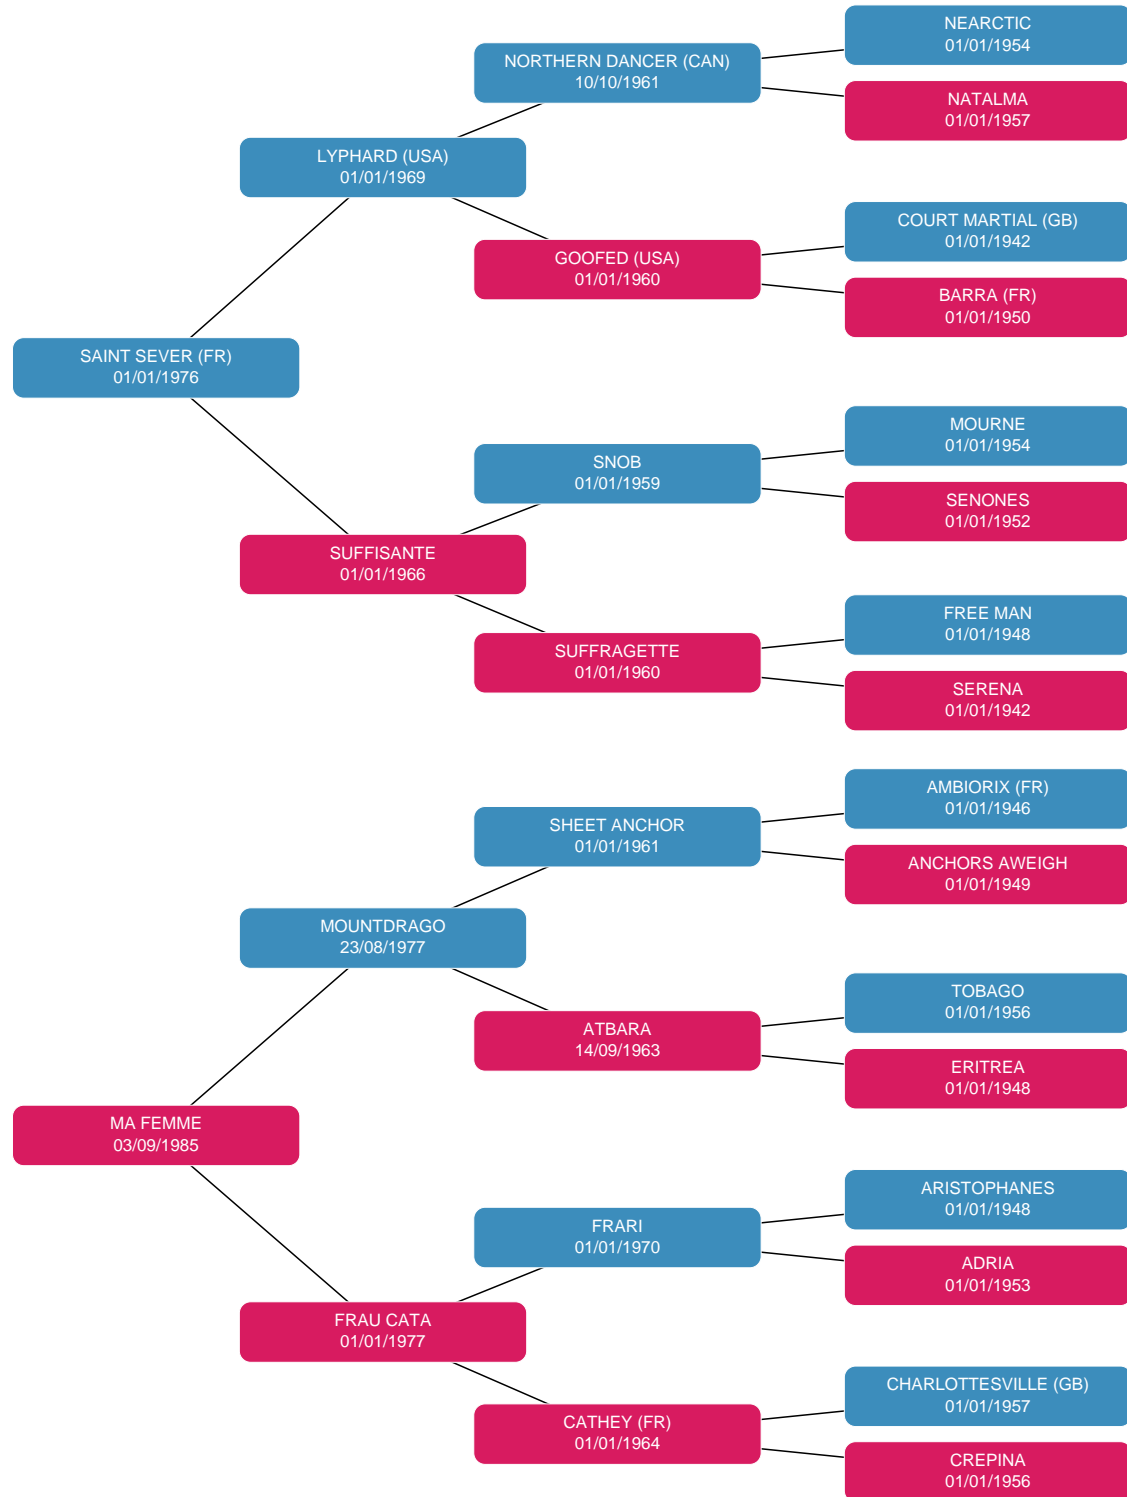 NEARCTIC
01/01/1954
NORTHERN DANCER (CAN)
10/10/1961
NATALMA
01/01/1957
LYPHARD (USA)
01/01/1969
COURT MARTIAL (GB)
01/01/1942
GOOFED (USA)
01/01/1960
BARRA (FR)
01/01/1950
SAINT SEVER (FR)
01/01/1976
MOURNE
01/01/1954
SNOB
01/01/1959
SENONES
01/01/1952
SUFFISANTE
01/01/1966
FREE MAN
01/01/1948
SUFFRAGETTE
01/01/1960
SERENA
01/01/1942
AMBIORIX (FR)
01/01/1946
SHEET ANCHOR
01/01/1961
ANCHORS AWEIGH
01/01/1949
MOUNTDRAGO
23/08/1977
TOBAGO
01/01/1956
ATBARA
14/09/1963
ERITREA
01/01/1948
MA FEMME
03/09/1985
ARISTOPHANES
01/01/1948
FRARI
01/01/1970
ADRIA
01/01/1953
FRAU CATA
01/01/1977
CHARLOTTESVILLE (GB)
01/01/1957
CATHEY (FR)
01/01/1964
CREPINA
01/01/1956